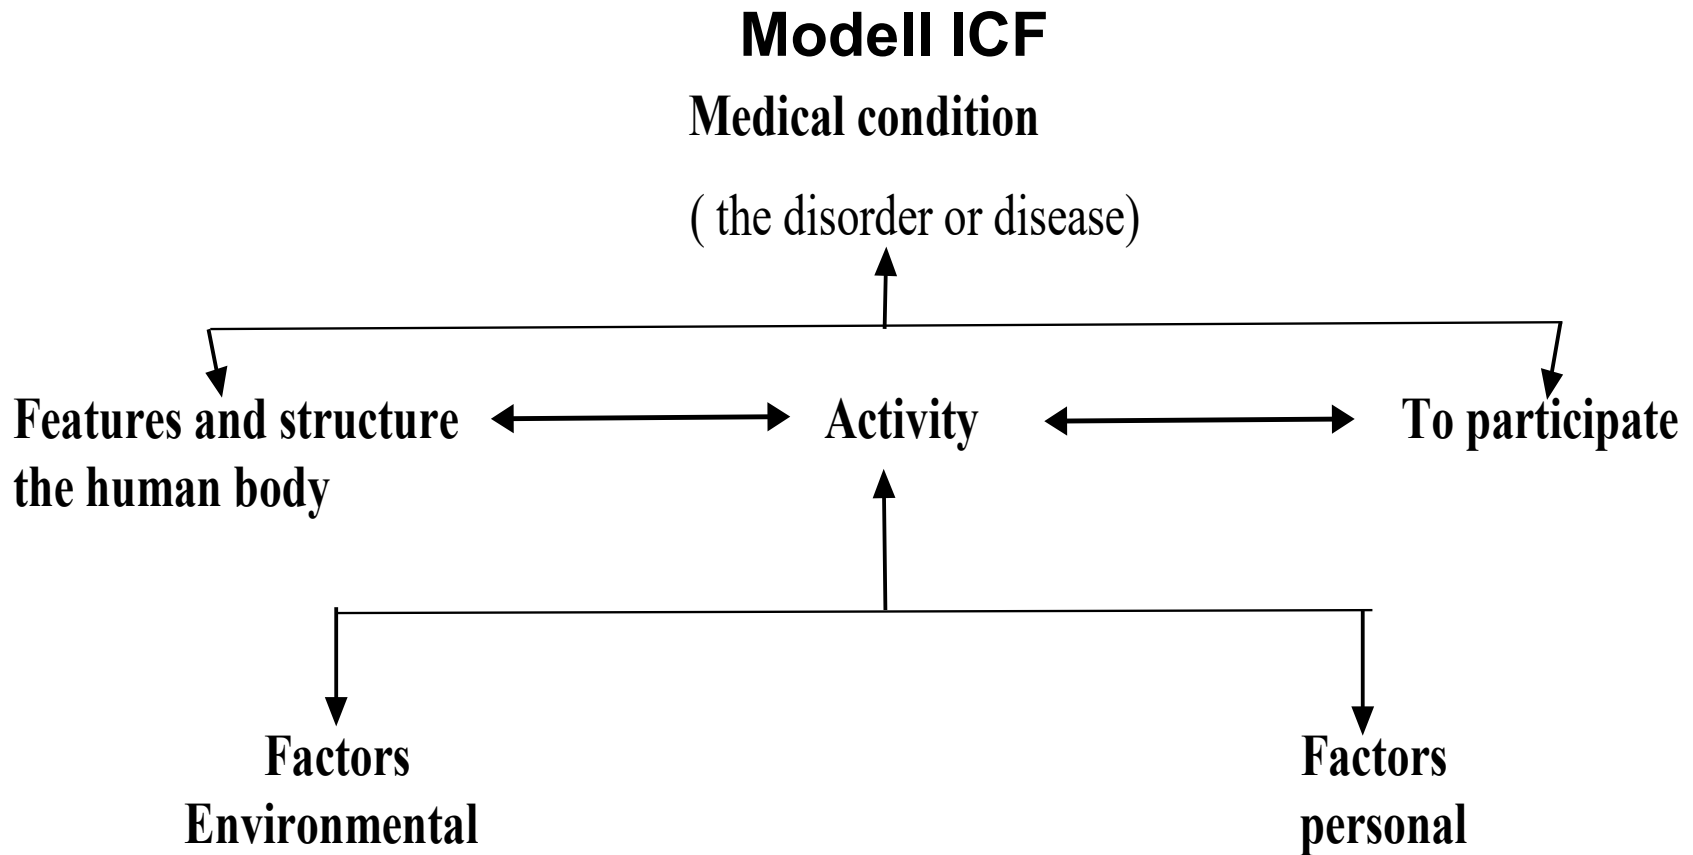 Modell ICF
Medical condition
( the disorder or disease)
Features and structure
the human body
Activity
To participate
Factors
Environmental
Factors
personal